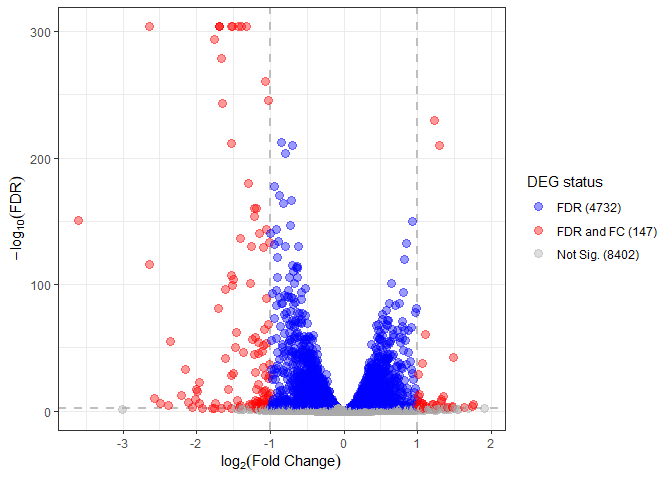 300
200
100
0
−log10(FDR)
-3
-2
-1
0
1
2
log2(Fold Change)
DEG status
FDR (4732)
FDR and FC (147)
Not Sig. (8402)